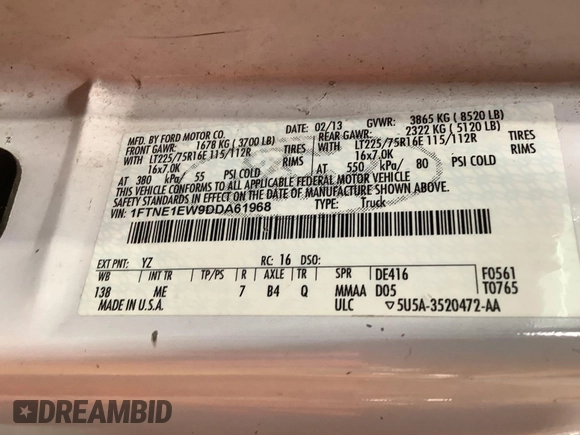 MFD. BY FORD MOTOR CO.
DATE: 02/13 GVWR: 3865 KG ( 8520 LB)
FRONT GAWR: 1678 KG ( 3700 LB) REAR GAWR: 2322 KG ( 5120 LB)
WITH LT225/75R16E 115/112R TIRES WITH LT225/75R16E 115/112R TIRES
16x7.0K RIMS 16x7.0K RIMS
AT 380 kPa/ 55 PSI COLD AT 550 kPa/ 80 PSI COLD
THIS VEHICLE CONFORMS TO ALL APPLICABLE FEDERAL MOTOR VEHICLE
SAFETY STANDARDS IN EFFECT ON THE DATE OF MANUFACTURE SHOWN ABOVE.
VIN: 1FTNE1EW9DDA61968 TYPE: Truck
EXT PNT: YZ RC: 16 DSO:
WB INT TR TP/PS R AXLE TR SPR DE416 F0561
138 ME 7 B4 Q MMAA D05 T0765
MADE IN U.S.A. ULC ▽5U5A-3520472-AA
DREAMBID